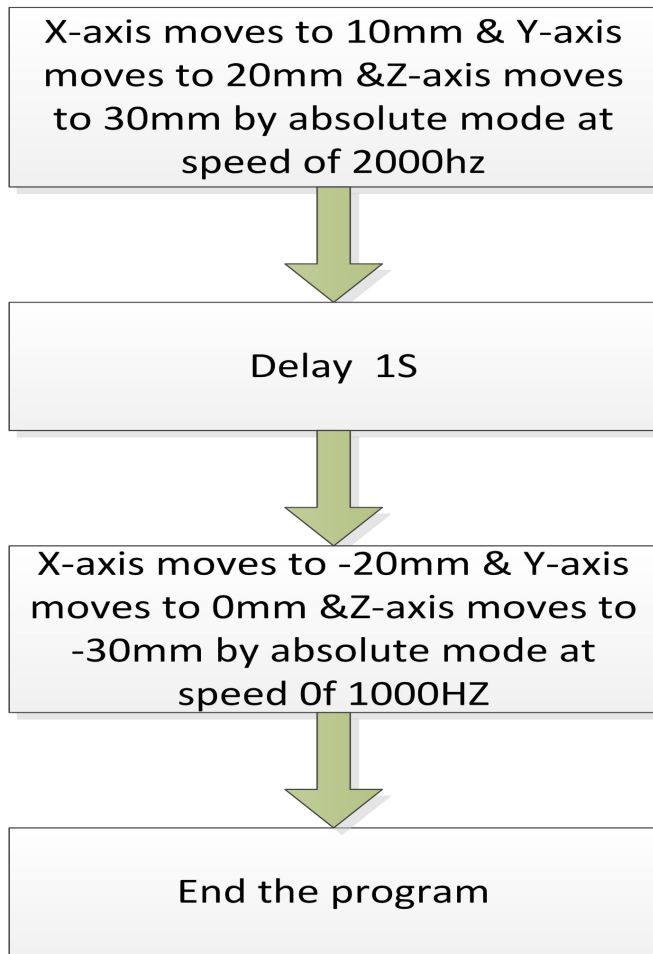 X-axis moves to 10mm & Y-axis
moves to 20mm &Z-axis moves
to 30mm by absolute mode at
speed of 2000hz
Delay  1S
X-axis moves to -20mm & Y-axis
moves to 0mm &Z-axis moves to
-30mm by absolute mode at
speed 0f 1000HZ
End the program